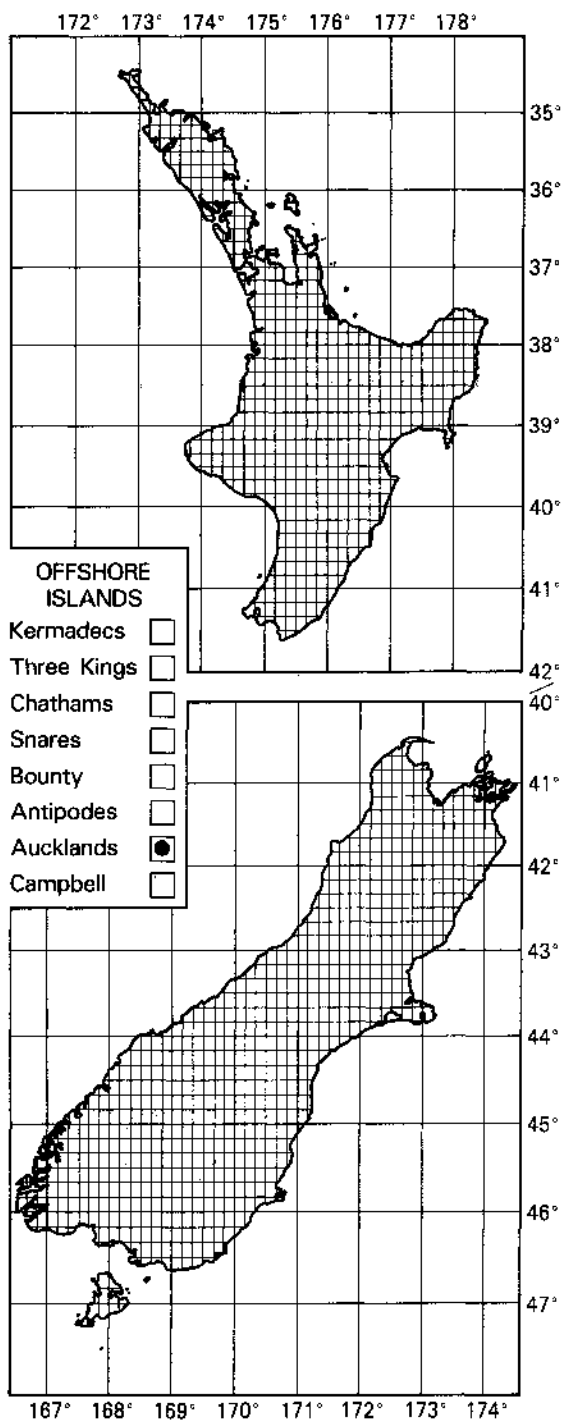 172° 173° 174° 175° 176° 177° 178°
35°
36°
37°
38°
39°
40°
41°
42°
OFFSHORE
ISLANDS
Kermadecs
Three Kings
Chathams
Snares
Bounty
Antipodes
Aucklands
Campbell
40°
41°
42°
43°
44°
45°
46°
47°
167° 168° 169° 170° 171° 172° 173° 174°